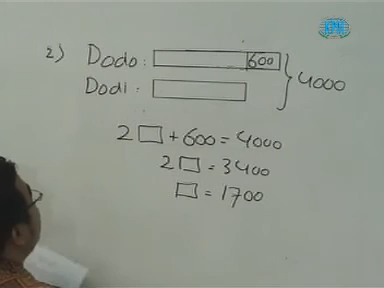 2) Dodo: 600
Dodi: 4000
2 □ + 600 = 4000
2 □ = 3400
□ = 1700